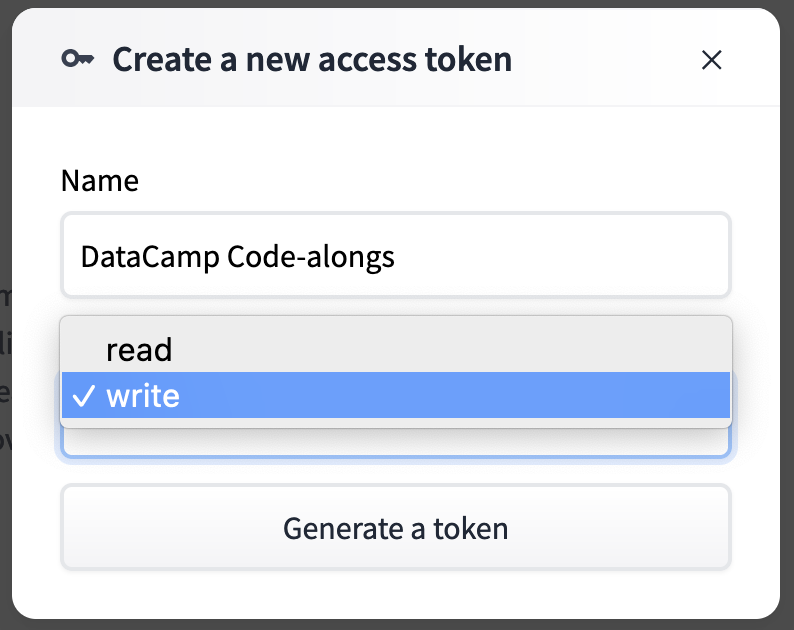 Create a new access token
Name
DataCamp Code-alongs
read
write
Generate a token